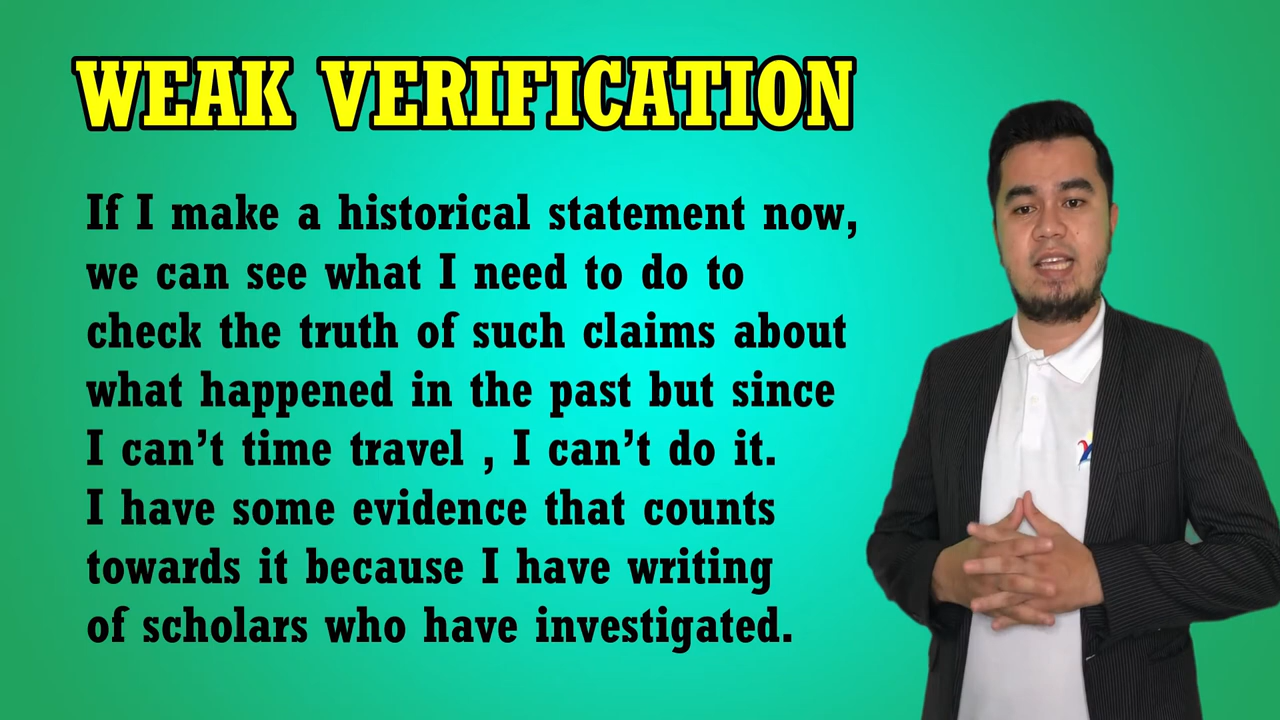 WEAK VERIFICATION
If I make a historical statement now,
we can see what I need to do to
check the truth of such claims about
what happened in the past but since
I can’t time travel , I can’t do it.
I have some evidence that counts
towards it because I have writing
of scholars who have investigated.